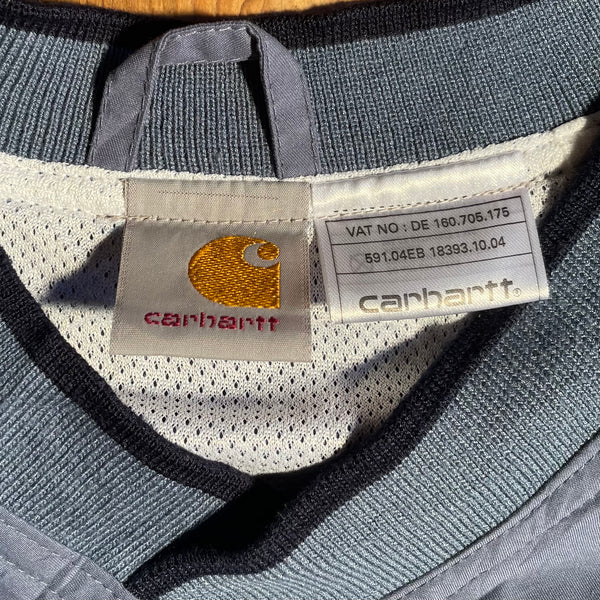 carhartt
VAT NO : DE 160.705.175
591.04EB 18393.10.04
carhartt